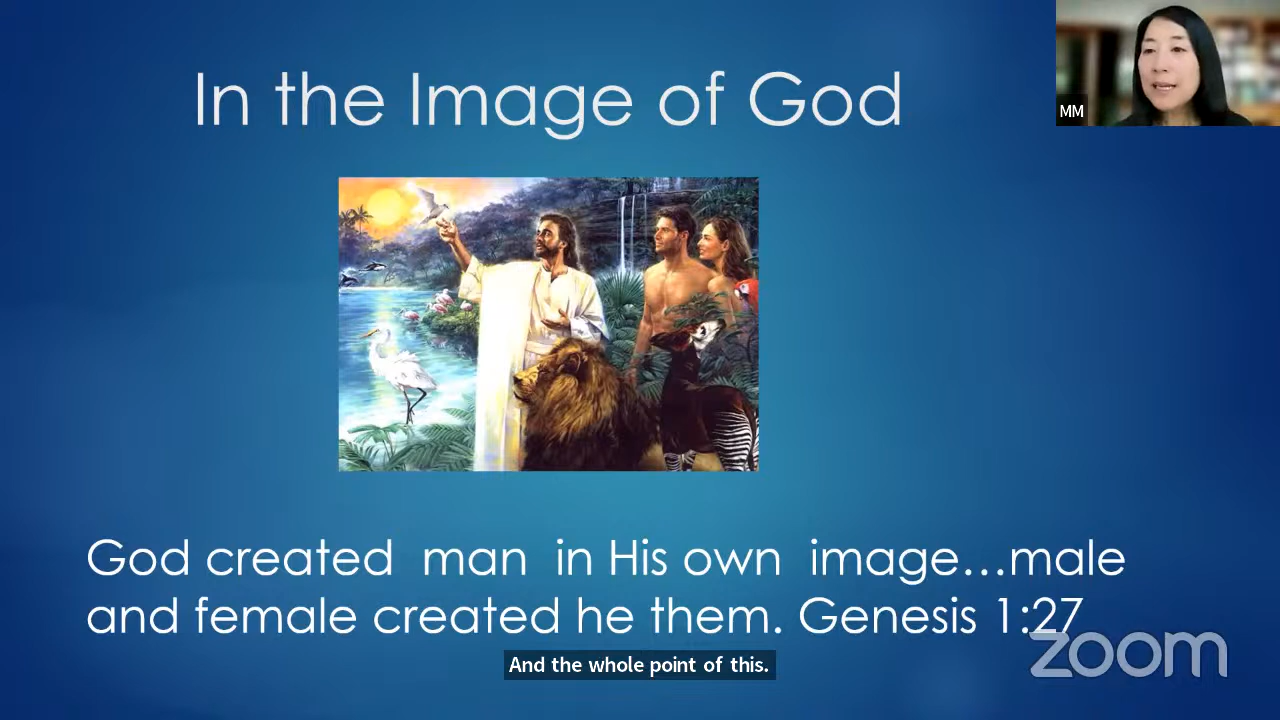 In the Image of God
MM
God created man in His own image...male
and female created he them. Genesis 1:27
And the whole point of this.
zoom